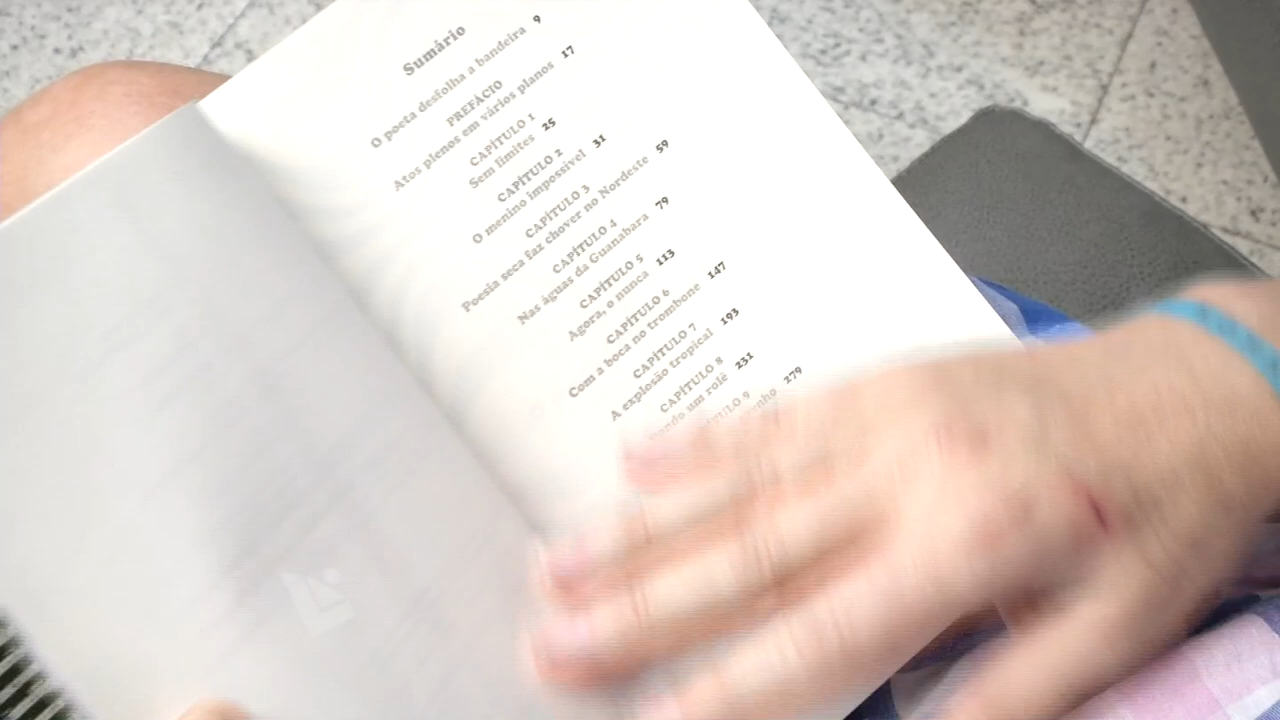 Sumário
O poeta desfolha a bandeira 9
PREFÁCIO
Atos plenos em vários planos 17
CAPÍTULO 1
Sem limites 25
CAPÍTULO 2
O menino impossível 31
CAPÍTULO 3
Poesia seca faz chover no Nordeste 59
CAPÍTULO 4
Nas águas da Guanabara 79
CAPÍTULO 5
Agora, o nunca 113
CAPÍTULO 6
Com a boca no trombone 147
CAPÍTULO 7
A explosão tropical 193
CAPÍTULO 8
um rolê 231
9
279